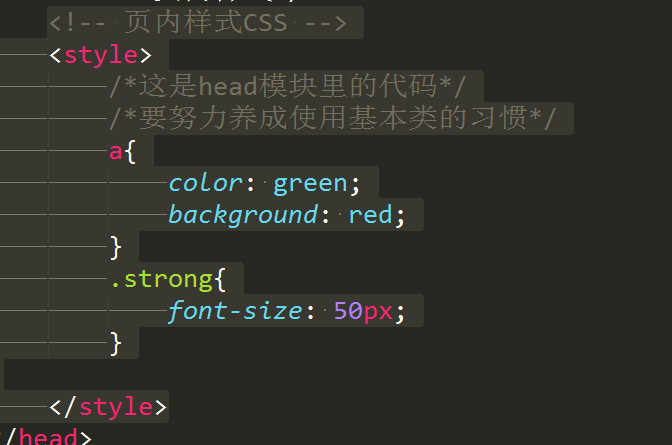 <!-- 页内样式CSS -->
<style>
/*这是head模块里的代码*/
/*要努力养成使用基本类的习惯*/
a{
color: green;
background: red;
}
.strong{
font-size: 50px;
}
</style>
</head>